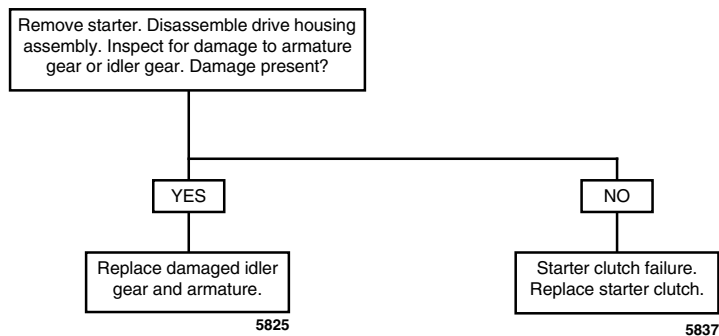 Remove starter. Disassemble drive housing
assembly. Inspect for damage to armature
gear or idler gear. Damage present?
YES
NO
Replace damaged idler
gear and armature.
Starter clutch failure.
Replace starter clutch.
5825
5837